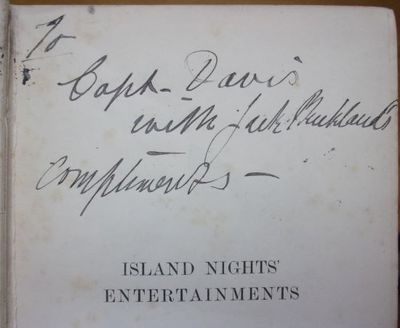 To
Capt- Davis
with Jack Buckland's
Compliments -
ISLAND NIGHTS'
ENTERTAINMENTS